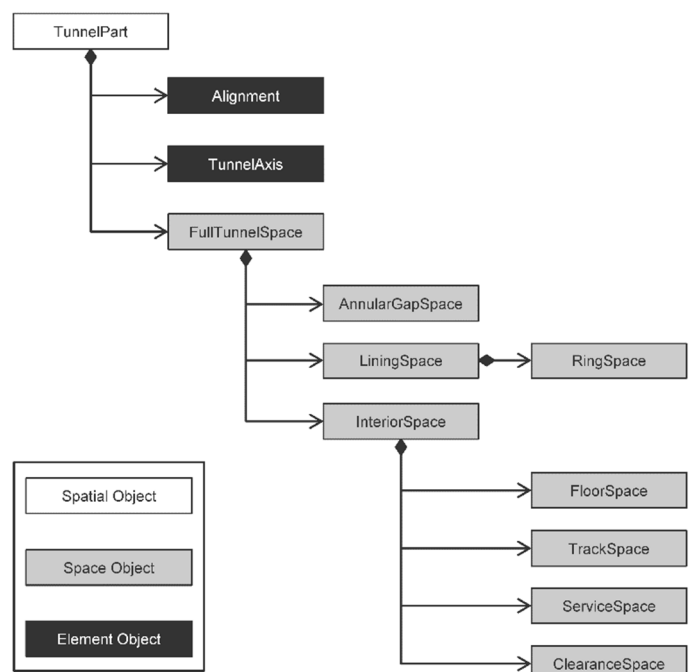 TunnelPart
Alignment
TunnelAxis
FullTunnelSpace
AnnularGapSpace
LiningSpace
RingSpace
InteriorSpace
FloorSpace
TrackSpace
ServiceSpace
ClearanceSpace
Spatial Object
Space Object
Element Object